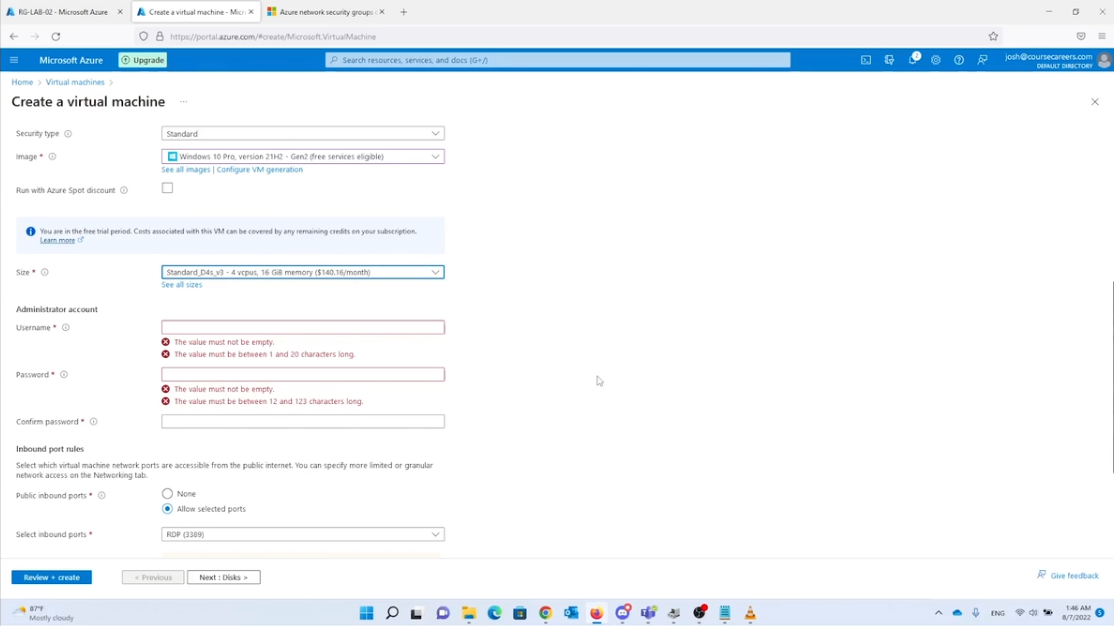 RG-LAB-02 - Microsoft Azure
Create a virtual machine - Micr
Azure network security groups o
https://portal.azure.com/#create/Microsoft.VirtualMachine
Microsoft Azure
Upgrade
Search resources, services, and docs (G+/)
2
josh@coursecareers.com
DEFAULT DIRECTORY
Home > Virtual machines >
Create a virtual machine ...
Security type
Standard
Image *
Windows 10 Pro, version 21H2 - Gen2 (free services eligible)
See all images | Configure VM generation
Run with Azure Spot discount
You are in the free trial period. Costs associated with this VM can be covered by any remaining credits on your subscription.
Learn more
Size *
Standard_D4s_v3 - 4 vcpus, 16 GiB memory ($140.16/month)
See all sizes
Administrator account
Username *
The value must not be empty.
The value must be between 1 and 20 characters long.
Password *
The value must not be empty.
The value must be between 12 and 123 characters long.
Confirm password *
Inbound port rules
Select which virtual machine network ports are accessible from the public internet. You can specify more limited or granular
network access on the Networking tab.
Public inbound ports *
None
Allow selected ports
Select inbound ports *
RDP (3389)
Review + create
< Previous
Next : Disks >
Give feedback
87°F
Mostly cloudy
ENG
1:46 AM
8/7/2022